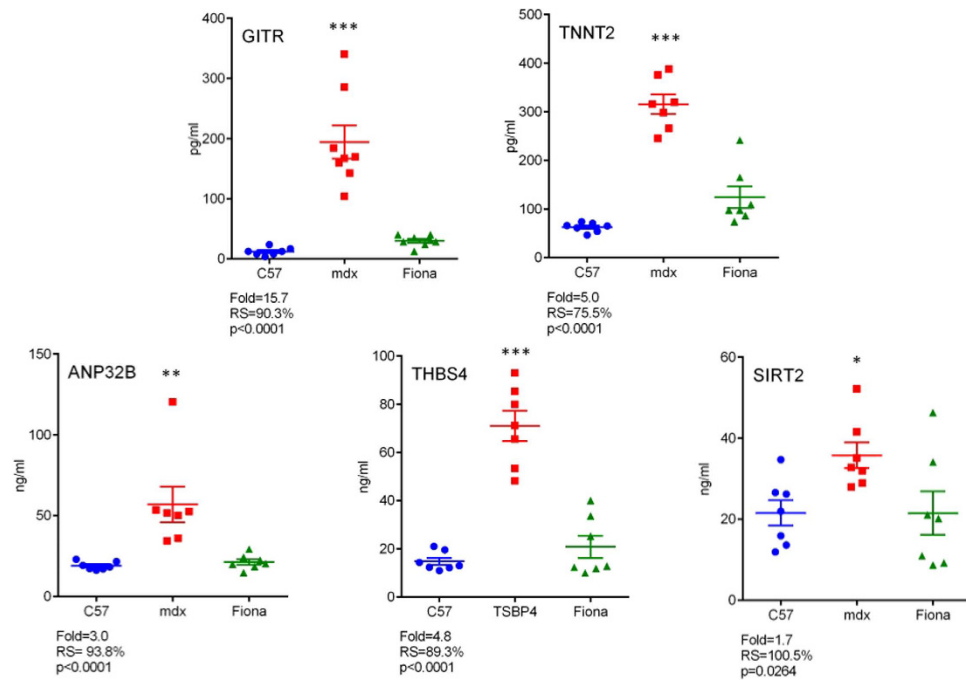 GITR
***
400
300
200
100
0
pg/ml
C57 mdx Fiona
Fold=15.7
RS=90.3%
p<0.0001
TNNT2
***
500
400
300
200
100
0
pg/ml
C57 mdx Fiona
Fold=5.0
RS=75.5%
p<0.0001
ANP32B
**
150
100
50
0
ng/ml
C57 mdx Fiona
Fold=3.0
RS= 93.8%
p<0.0001
THBS4
***
100
80
60
40
20
0
ng/ml
C57 TSBP4 Fiona
Fold=4.8
RS=89.3%
p<0.0001
SIRT2
*
60
40
20
0
ng/ml
C57 mdx Fiona
Fold=1.7
RS=100.5%
p=0.0264